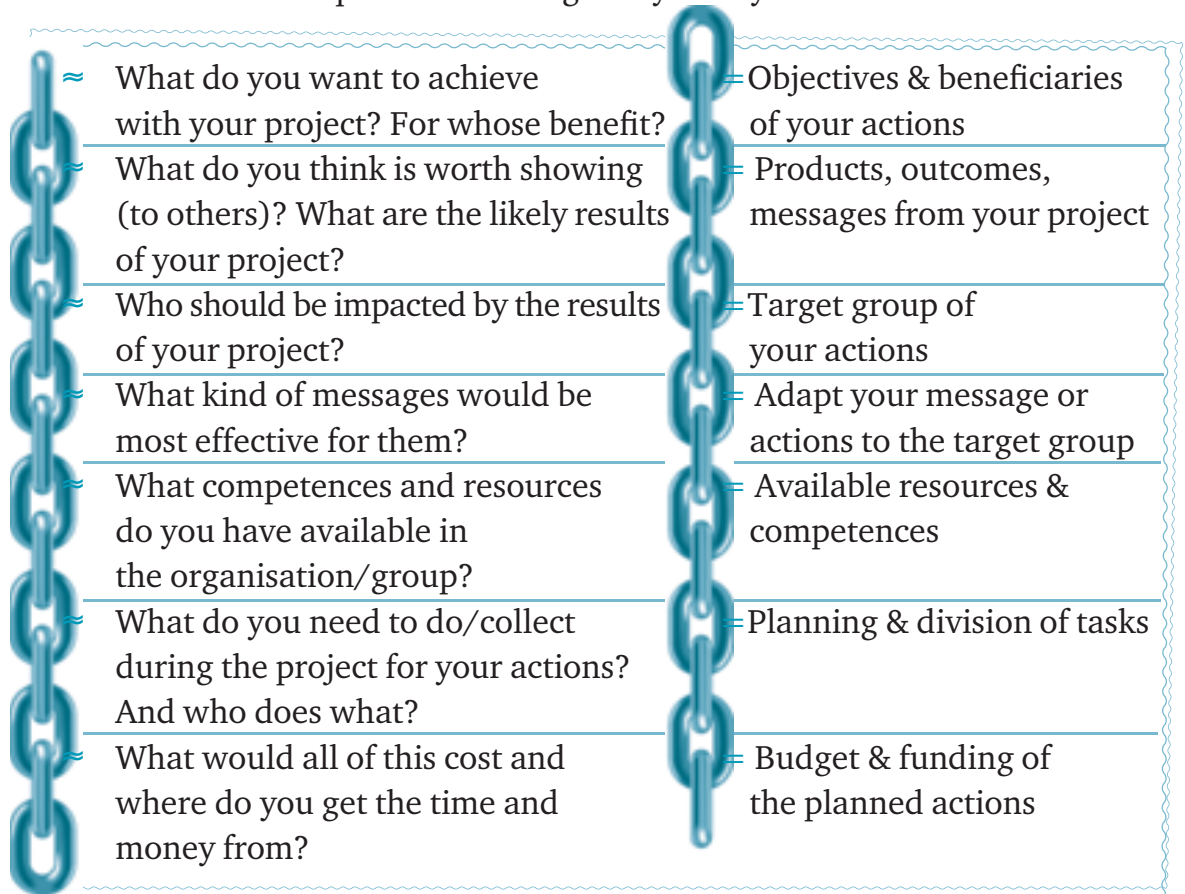 ≈ What do you want to achieve
with your project? For whose benefit?
= Objectives & beneficiaries
of your actions
≈ What do you think is worth showing
(to others)? What are the likely results
of your project?
= Products, outcomes,
messages from your project
≈ Who should be impacted by the results
of your project?
= Target group of
your actions
≈ What kind of messages would be
most effective for them?
= Adapt your message or
actions to the target group
≈ What competences and resources
do you have available in
the organisation/group?
= Available resources &
competences
≈ What do you need to do/collect
during the project for your actions?
And who does what?
= Planning & division of tasks
≈ What would all of this cost and
where do you get the time and
money from?
= Budget & funding of
the planned actions